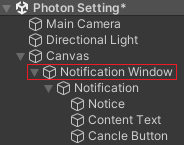 Photon Setting*
Main Camera
Directional Light
Canvas
Notification Window
Notification
Notice
Content Text
Cancle Button